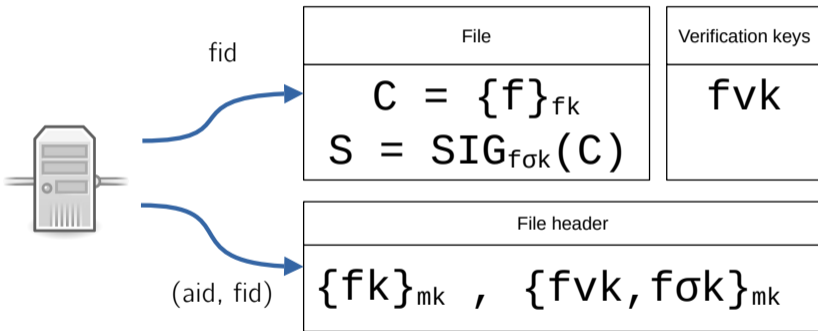 fid
File
C = {f}fk
S = SIGfσk(C)
Verification keys
fvk
(aid, fid)
File header
{fk}mk , {fvk,fσk}mk